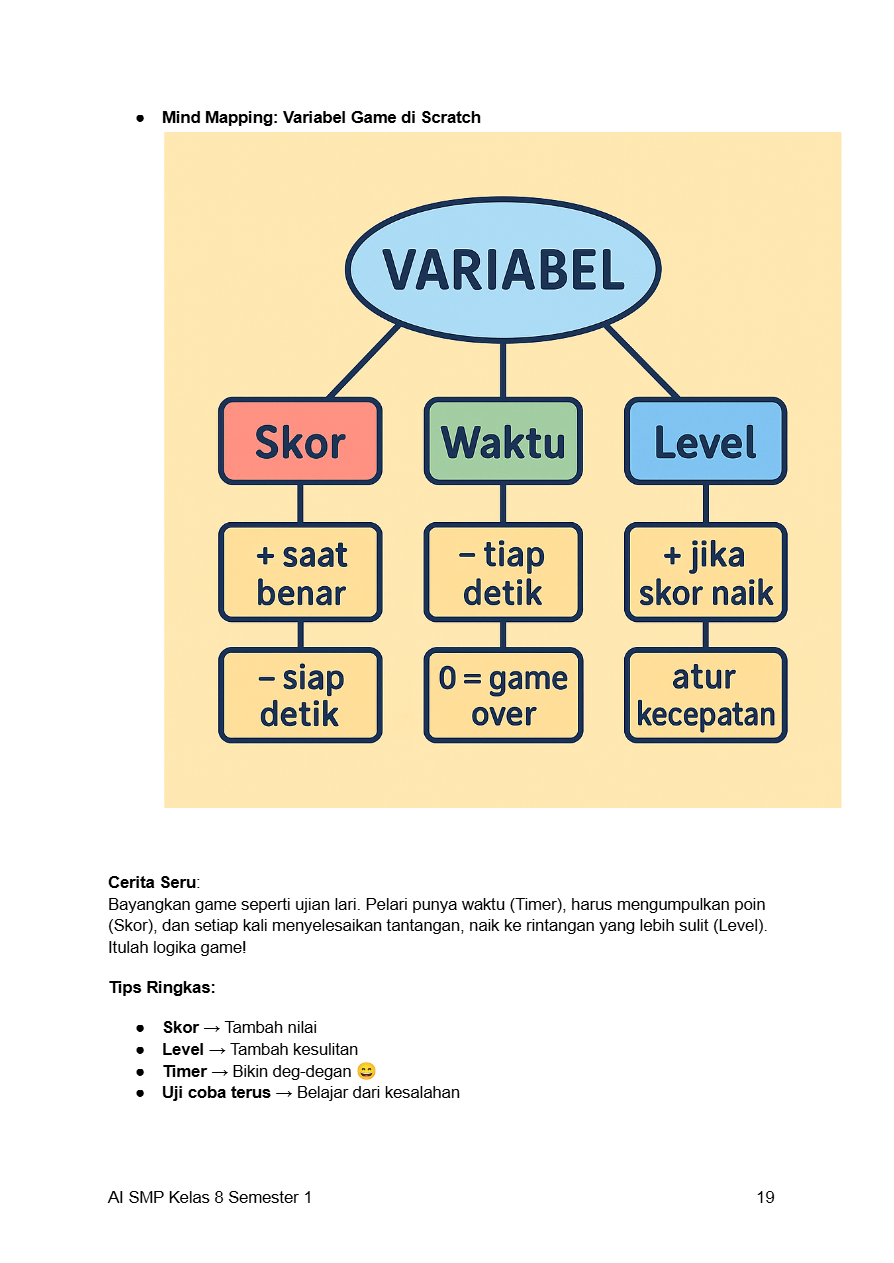 ● Mind Mapping: Variabel Game di Scratch
VARIABEL
Skor
Waktu
Level
+ saat
benar
– tiap
detik
+ jika
skor naik
– siap
detik
0 = game
over
atur
kecepatan
Cerita Seru:
Bayangkan game seperti ujian lari. Pelari punya waktu (Timer), harus mengumpulkan poin
(Skor), dan setiap kali menyelesaikan tantangan, naik ke rintangan yang lebih sulit (Level).
Itulah logika game!
Tips Ringkas:
● Skor → Tambah nilai
● Level → Tambah kesulitan
● Timer → Bikin deg-degan 😄
● Uji coba terus → Belajar dari kesalahan
AI SMP Kelas 8 Semester 1
19